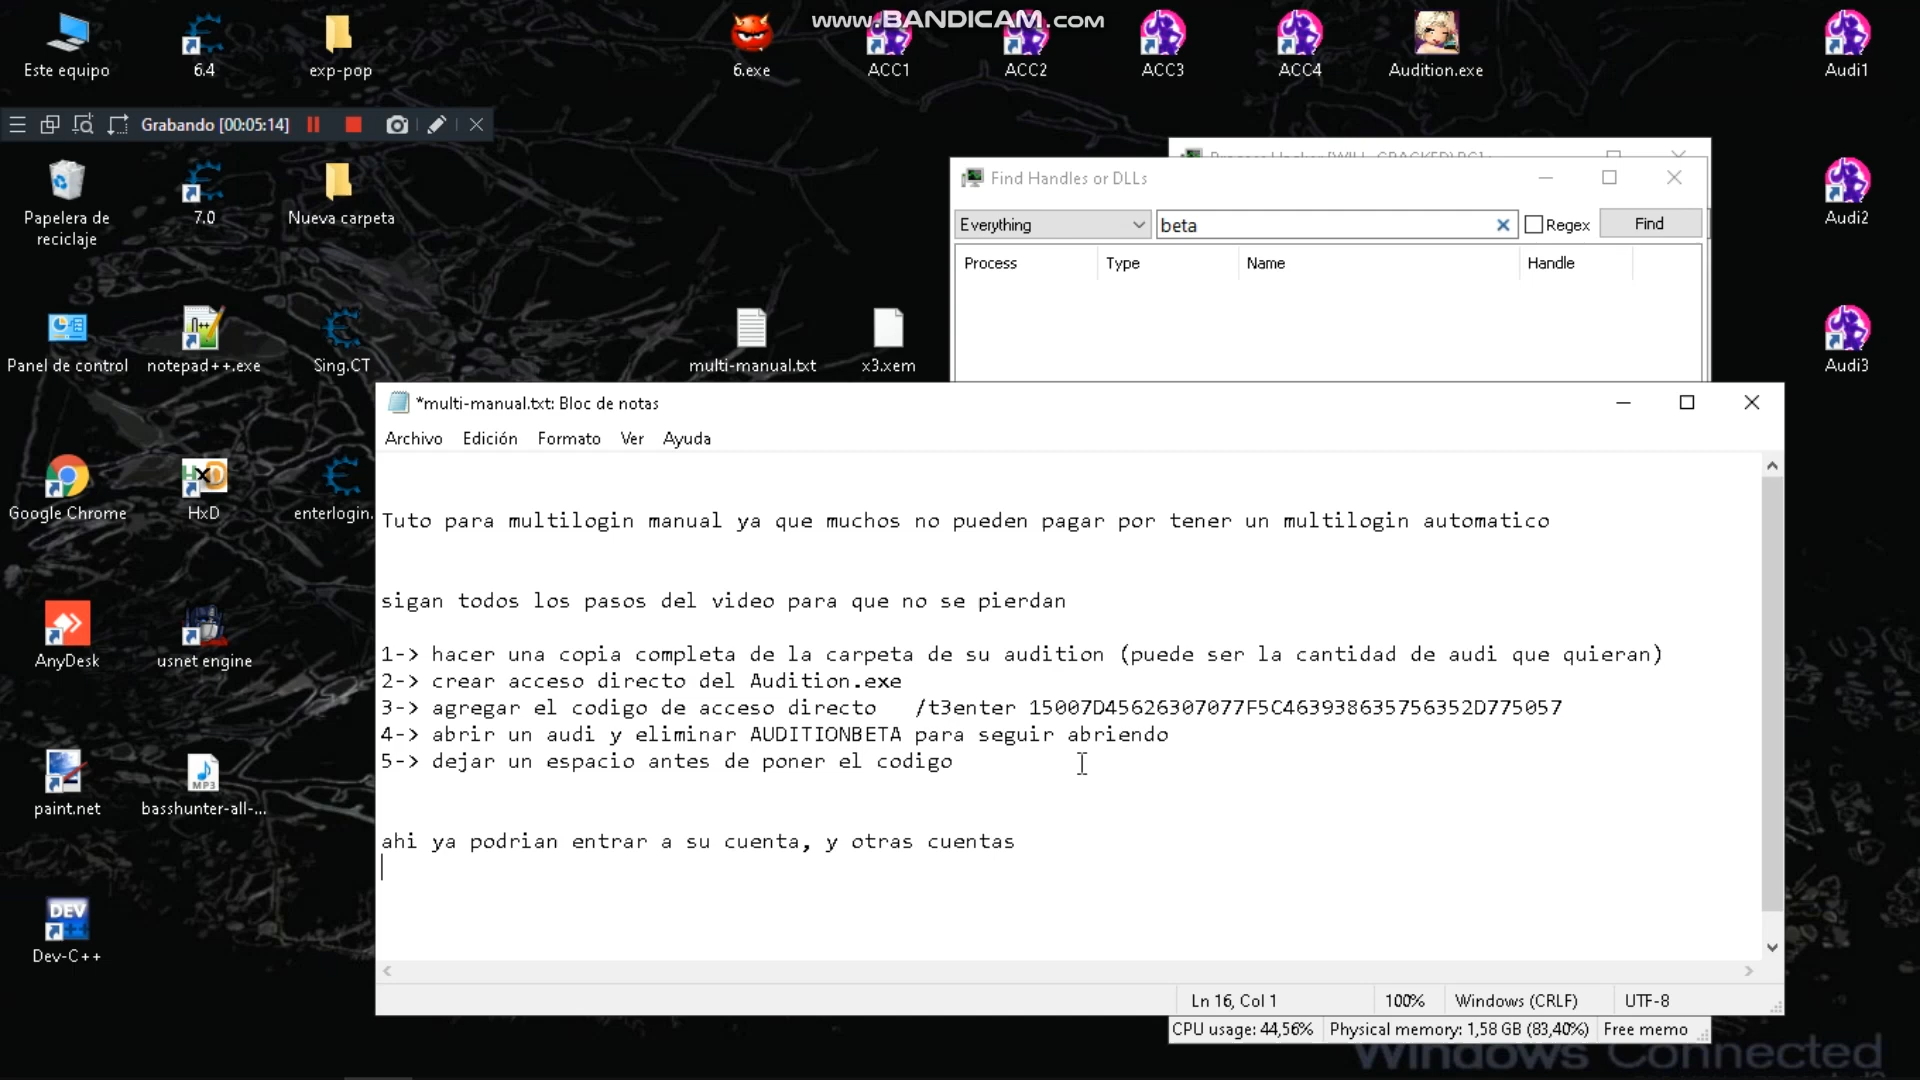 www.BANDICAM.com
Este equipo
6.4
exp-pop
6.exe
ACC1
ACC2
ACC3
ACC4
Audition.exe
Audi1
Grabando [00:05:14]
Papelera de
reciclaje
7.0
Nueva carpeta
Audi2
Find Handles or DLLs
Everything
beta
Regex
Find
Process
Type
Name
Handle
Panel de control
notepad++.exe
Sing.CT
multi-manual.txt
x3.xem
Audi3
*multi-manual.txt: Bloc de notas
Archivo
Edición
Formato
Ver
Ayuda
Google Chrome
HxD
enterlogin.
Tuto para multilogin manual ya que muchos no pueden pagar por tener un multilogin automatico
sigan todos los pasos del video para que no se pierdan
1-> hacer una copia completa de la carpeta de su audition (puede ser la cantidad de audi que quieran)
2-> crear acceso directo del Audition.exe
3-> agregar el codigo de acceso directo   /t3enter 15007D45626307077F5C463938635756352D775057
4-> abrir un audi y eliminar AUDITIONBETA para seguir abriendo
5-> dejar un espacio antes de poner el codigo
ahi ya podrian entrar a su cuenta, y otras cuentas
AnyDesk
usnet engine
paint.net
MP3
basshunter-all-...
DEV
Dev-C++
Ln 16, Col 1
100%
Windows (CRLF)
UTF-8
CPU usage: 44,56%
Physical memory: 1,58 GB (83,40%)
Free memo
Windows Connected